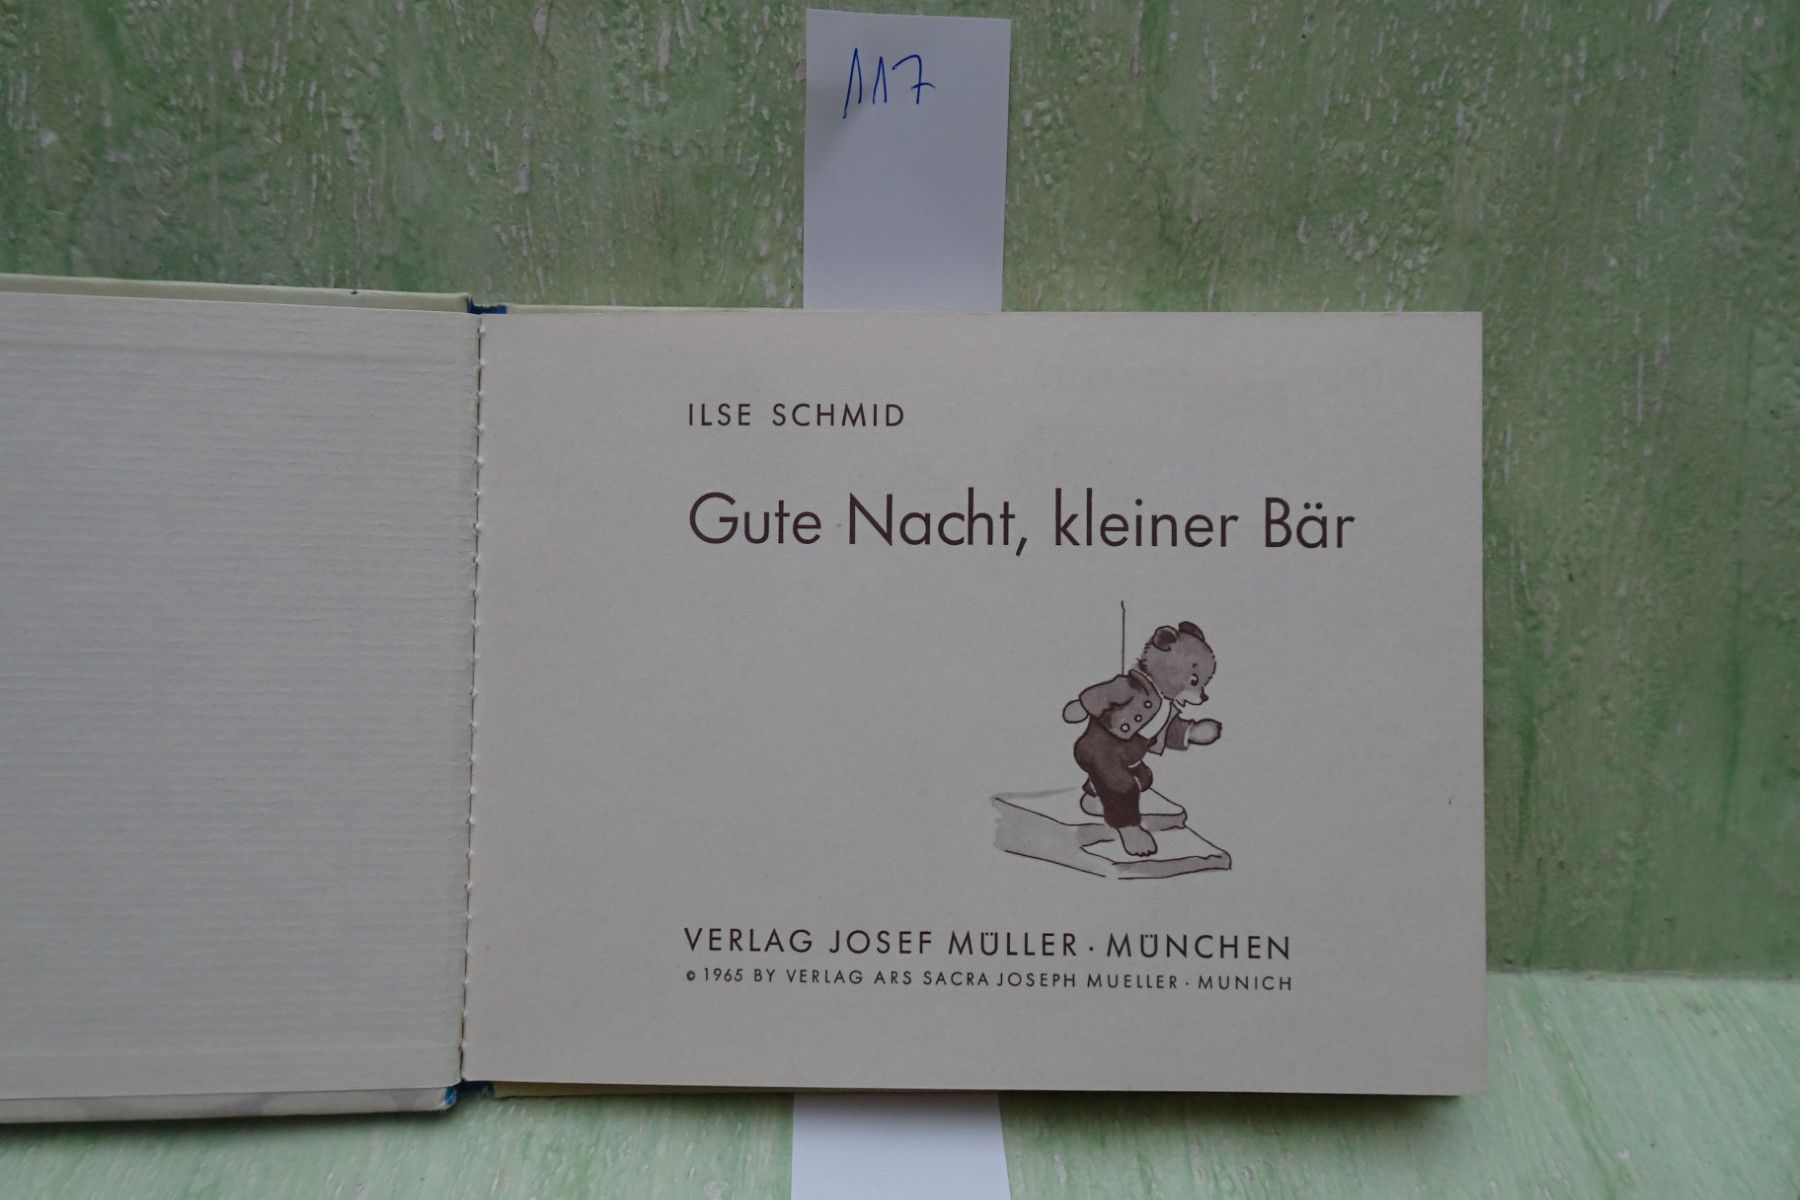 117
ILSE SCHMID
Gute Nacht, kleiner Bär
VERLAG JOSEF MÜLLER · MÜNCHEN
© 1965 BY VERLAG ARS SACRA JOSEPH MUELLER · MUNICH